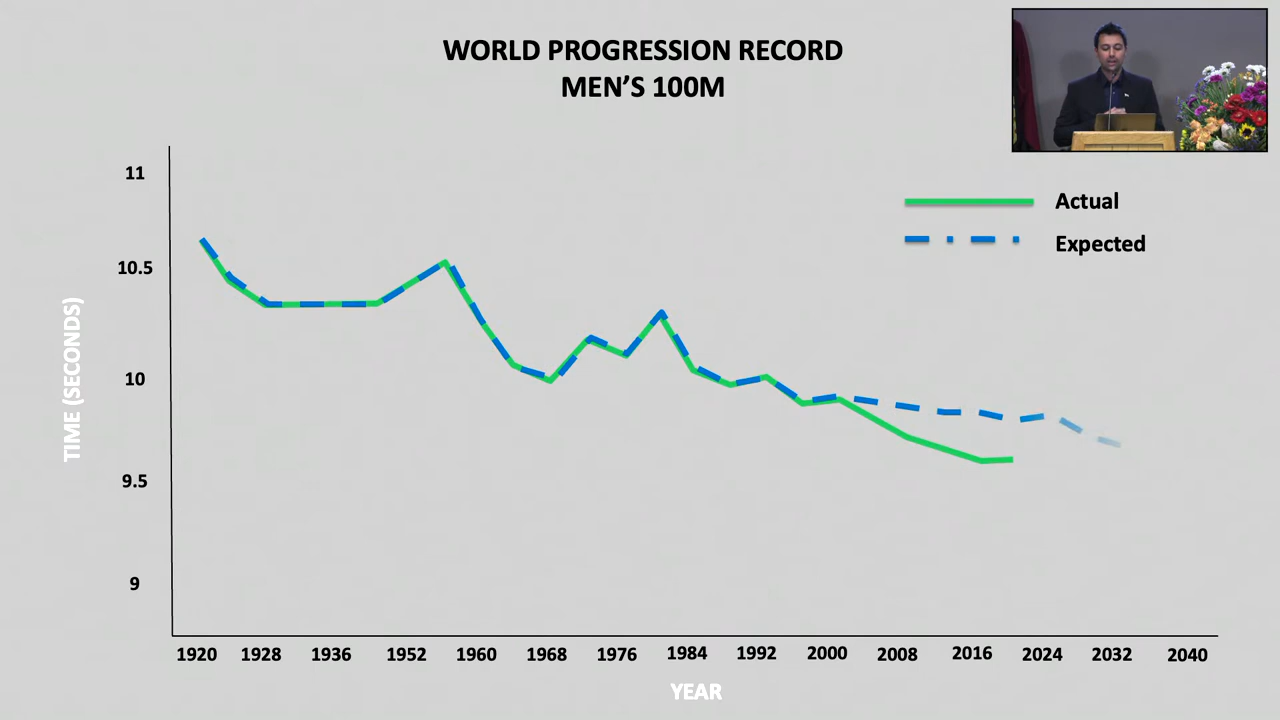 WORLD PROGRESSION RECORD
MEN'S 100M
Actual
Expected
TIME (SECONDS)
11
10.5
10
9.5
9
1920 1928 1936 1952 1960 1968 1976 1984 1992 2000 2008 2016 2024 2032 2040
YEAR